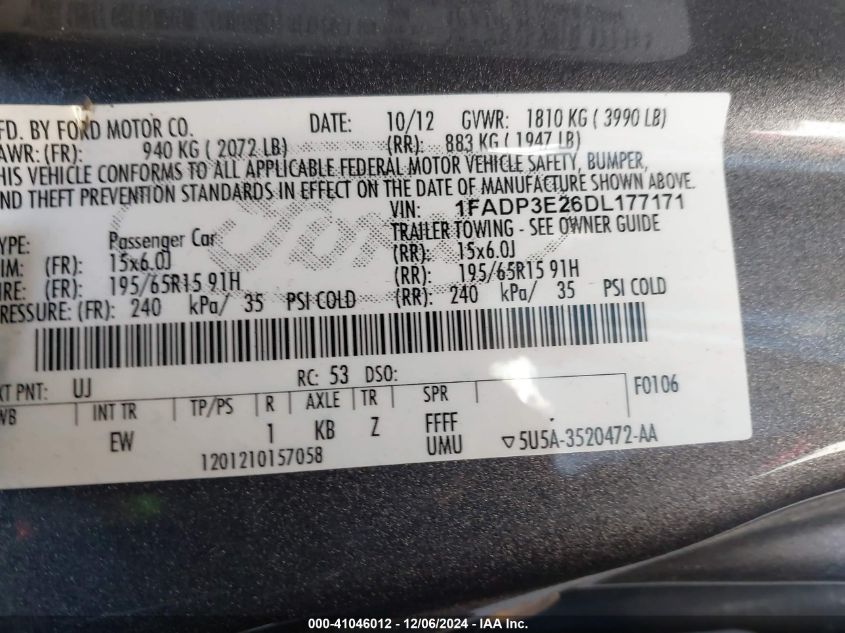 FD. BY FORD MOTOR CO. DATE: 10/12 GVWR: 1810 KG ( 3990 LB)
AWR: (FR): 940 KG ( 2072 LB) (RR): 883 KG ( 1947 LB)
HIS VEHICLE CONFORMS TO ALL APPLICABLE FEDERAL MOTOR VEHICLE SAFETY, BUMPER,
ND THEFT PREVENTION STANDARDS IN EFFECT ON THE DATE OF MANUFACTURE SHOWN ABOVE.
VIN: 1FADP3E26DL177171
YPE: Passenger Car TRAILER TOWING - SEE OWNER GUIDE
IM: (FR): 15x6.0J (RR): 15x6.0J
IRE: (FR): 195/65R15 91H (RR): 195/65R15 91H
RESSURE: (FR): 240 kPa/ 35 PSI COLD (RR): 240 kPa/ 35 PSI COLD
XT PNT: UJ RC: 53 DSO:
WB INT TR TP/PS R AXLE TR SPR F0106
EW 1 KB Z FFFF
UMU ▽5U5A-3520472-AA
1201210157058
000-41046012 - 12/06/2024 - IAA Inc.